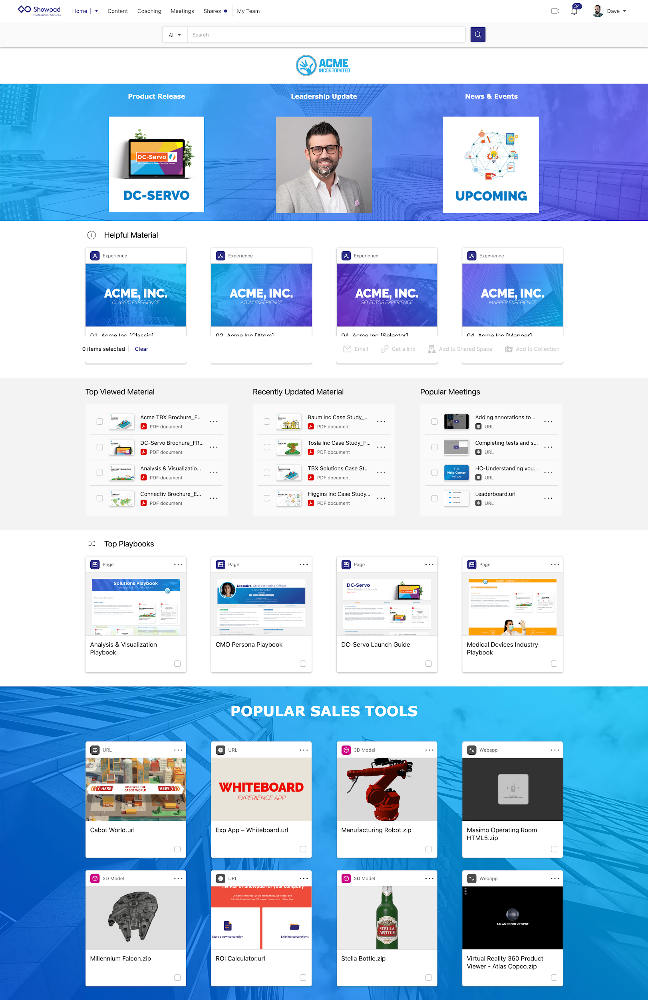 Showpad
Professional Services
Home
Content
Coaching
Meetings
Shares
My Team
34
Dave
All
Search
ACME
INCORPORATED
Product Release
Leadership Update
News & Events
DC-Servo
Next-Generation Server Security System
DC-SERVO
UPCOMING
Helpful Material
Experience
Experience
Experience
Experience
ACME, INC.
CLASSIC EXPERIENCE
ACME, INC.
ATOM EXPERIENCE
ACME, INC.
SELECTOR EXPERIENCE
ACME, INC.
MAPPER EXPERIENCE
01. Acme Inc [Classic]
02. Acme Inc [Atom]
04. Acme Inc [Selector]
04. Acme Inc [Mapper]
0 items selected
Clear
Email
Get a link
Add to Shared Space
Add to Collection
Top Viewed Material
Acme TBX Brochure_E...
PDF document
DC-Servo Brochure_FR...
PDF document
Analysis & Visualizatio...
PDF document
Connectiv Brochure_E...
PDF document
Recently Updated Material
Baum Inc Case Study_...
PDF document
Tosla Inc Case Study_F...
PDF document
TBX Solutions Case St...
PDF document
Higgins Inc Case Study...
PDF document
Popular Meetings
Adding annotations to ...
URL
Completing tests and s...
URL
Full
Help Center
Article
HC-Understanding you...
URL
Leaderboard.url
URL
Top Playbooks
Page
Page
Page
Page
Solutions Playbook
Analysis & Visualization
Executive: Chief Marketing Officer
Erin Marketer
DC-Servo
New Product Launch
DC-Servo
Analysis & Visualization
Playbook
CMO Persona Playbook
DC-Servo Launch Guide
Medical Devices Industry
Playbook
POPULAR SALES TOOLS
URL
URL
3D Model
Webapp
HERE
DISCOVER THE
CABOT WORLD
HERE
WHITEBOARD
EXPERIENCE APP
Cabot World.url
Exp App – Whiteboard.url
Manufacturing Robot.zip
Masimo Operating Room
HTML5.zip
3D Model
URL
3D Model
Webapp
The ROI of Showpad for your company
Using the challenges you're facing today, we'll deep-dive
into the tangible impact Showpad has on your bottom line.
Start a new calculation
Existing calculations
STELLA
ARTOIS
ATLAS COPCO VR SPOT
Millennium Falcon.zip
ROI Calculator.url
Stella Bottle.zip
Virtual Reality 360 Product
Viewer - Atlas Copco.zip